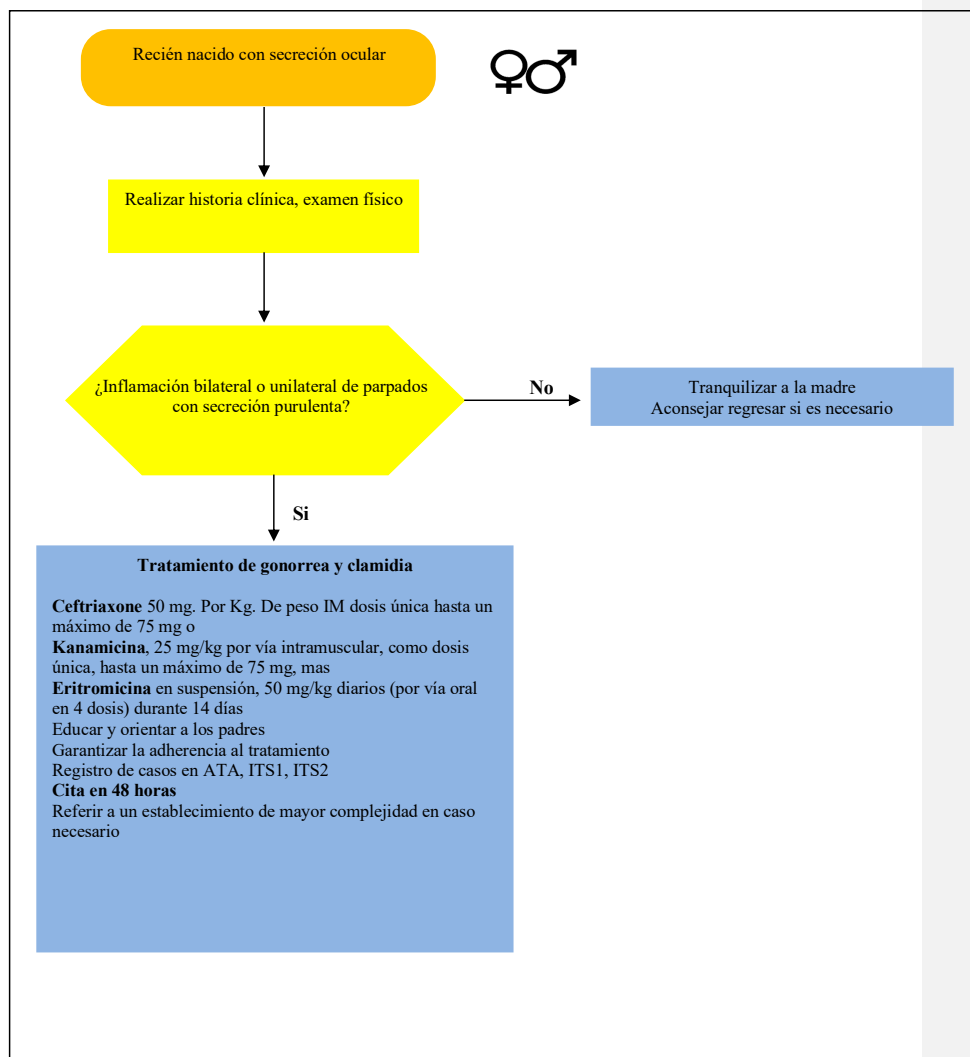 Recién nacido con secreción ocular
Realizar historia clínica, examen físico
¿Inflamación bilateral o unilateral de parpados
con secreción purulenta?
No
Tranquilizar a la madre
Aconsejar regresar si es necesario
Si
Tratamiento de gonorrea y clamidia
Ceftriaxone 50 mg. Por Kg. De peso IM dosis única hasta un
máximo de 75 mg o
Kanamicina, 25 mg/kg por vía intramuscular, como dosis
única, hasta un máximo de 75 mg, mas
Eritromicina en suspensión, 50 mg/kg diarios (por vía oral
en 4 dosis) durante 14 días
Educar y orientar a los padres
Garantizar la adherencia al tratamiento
Registro de casos en ATA, ITS1, ITS2
Cita en 48 horas
Referir a un establecimiento de mayor complejidad en caso
necesario